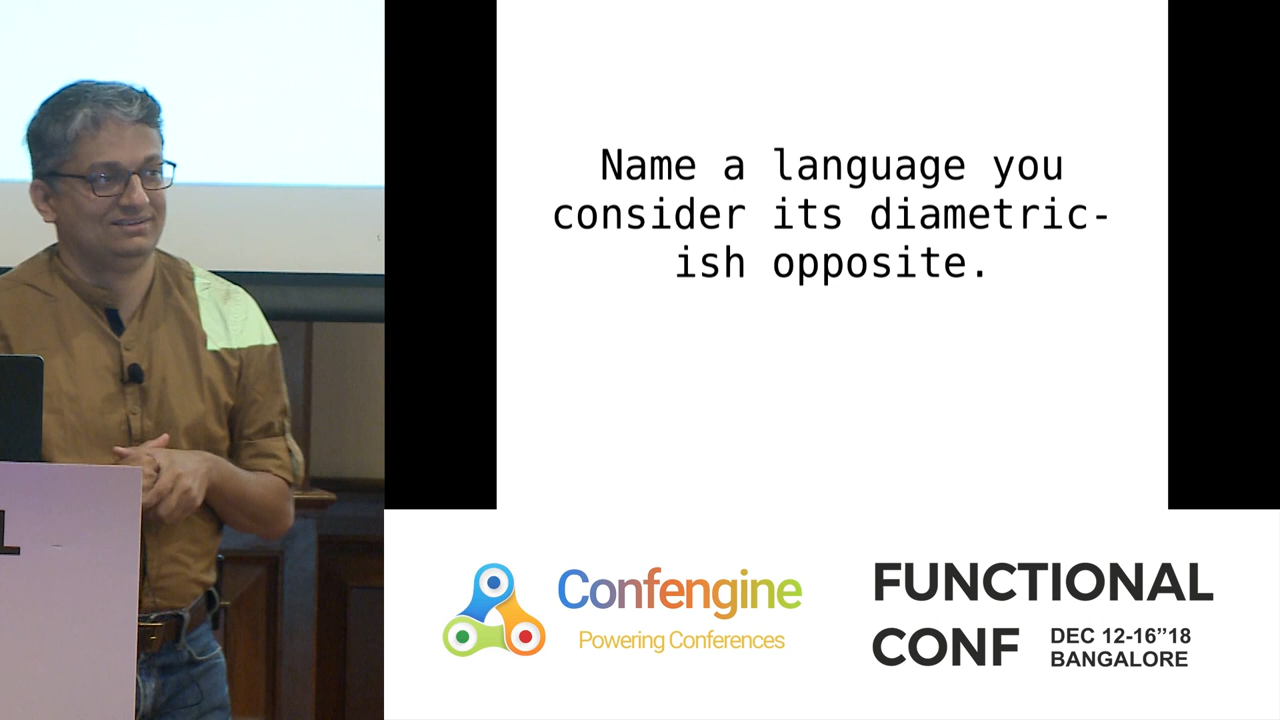 Name a language you
consider its diametric-
ish opposite.
L
Confengine
Powering Conferences
FUNCTIONAL
CONF
DEC 12-16”18
BANGALORE